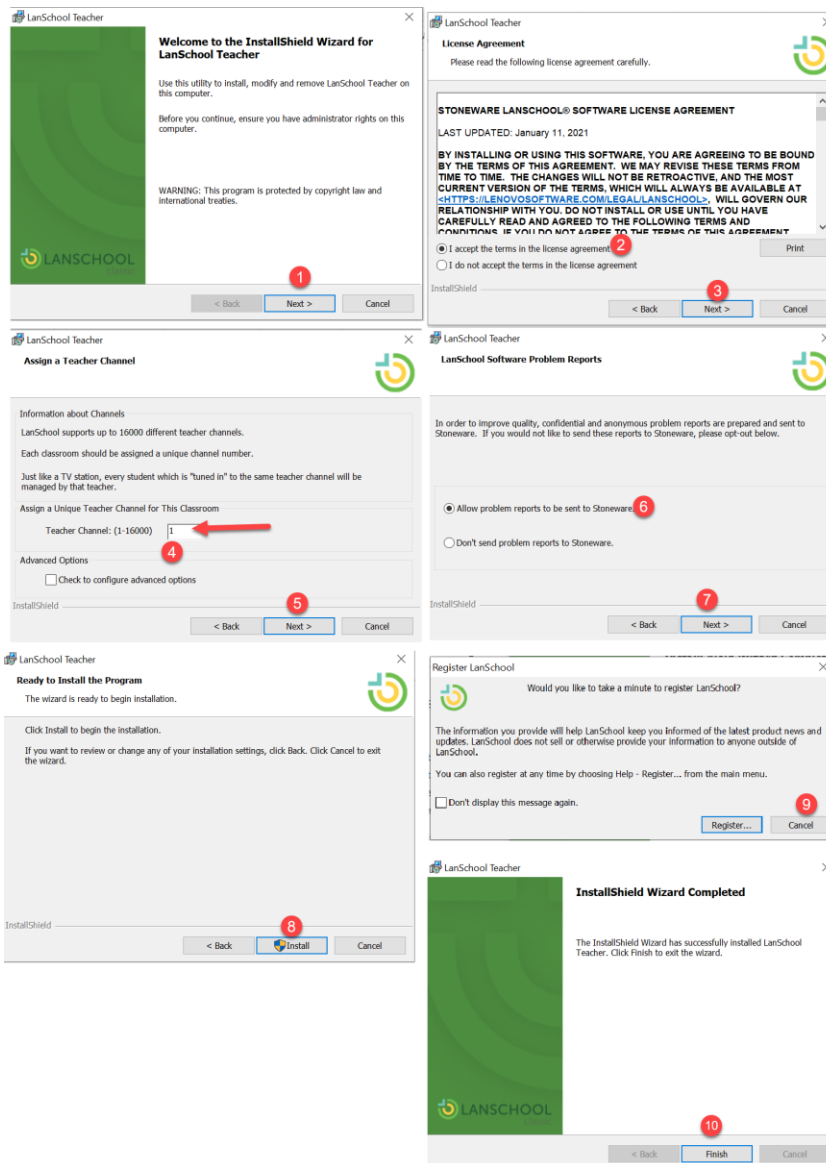 LanSchool Teacher
Welcome to the InstallShield Wizard for
LanSchool Teacher
Use this utility to install, modify and remove LanSchool Teacher on
this computer.
Before you continue, ensure you have administrator rights on this
computer.
WARNING: This program is protected by copyright law and
international treaties.
LANSCHOOL
classic
1
< Back
Next >
Cancel
LanSchool Teacher
License Agreement
Please read the following license agreement carefully.
STONEWARE LANSCHOOL® SOFTWARE LICENSE AGREEMENT
LAST UPDATED: January 11, 2021
BY INSTALLING OR USING THIS SOFTWARE, YOU ARE AGREEING TO BE BOUND
BY THE TERMS OF THIS AGREEMENT. WE MAY REVISE THESE TERMS FROM
TIME TO TIME. THE CHANGES WILL NOT BE RETROACTIVE, AND THE MOST
CURRENT VERSION OF THE TERMS, WHICH WILL ALWAYS BE AVAILABLE AT
<HTTPS://LENOVOSOFTWARE.COM/LEGAL/LANSCHOOL>, WILL GOVERN OUR
RELATIONSHIP WITH YOU. DO NOT INSTALL OR USE UNTIL YOU HAVE
CAREFULLY READ AND AGREED TO THE FOLLOWING TERMS AND
CONDITIONS. IF YOU DO NOT AGREE TO THE TERMS OF THIS AGREEMENT
I accept the terms in the license agreement
2
Print
I do not accept the terms in the license agreement
InstallShield
3
< Back
Next >
Cancel
LanSchool Teacher
Assign a Teacher Channel
Information about Channels
LanSchool supports up to 16000 different teacher channels.
Each classroom should be assigned a unique channel number.
Just like a TV station, every student which is "tuned in" to the same teacher channel will be
managed by that teacher.
Assign a Unique Teacher Channel for This Classroom
Teacher Channel: (1-16000)
1
4
Advanced Options
Check to configure advanced options
InstallShield
5
< Back
Next >
Cancel
LanSchool Teacher
LanSchool Software Problem Reports
In order to improve quality, confidential and anonymous problem reports are prepared and sent to
Stoneware. If you would not like to send these reports to Stoneware, please opt-out below.
Allow problem reports to be sent to Stoneware.
6
Don't send problem reports to Stoneware.
InstallShield
7
< Back
Next >
Cancel
LanSchool Teacher
Ready to Install the Program
The wizard is ready to begin installation.
Click Install to begin the installation.
If you want to review or change any of your installation settings, click Back. Click Cancel to exit
the wizard.
InstallShield
8
< Back
Install
Cancel
Register LanSchool
Would you like to take a minute to register LanSchool?
The information you provide will help LanSchool keep you informed of the latest product news and
updates. LanSchool does not sell or otherwise provide your information to anyone outside of
LanSchool.
You can also register at any time by choosing Help - Register... from the main menu.
Don't display this message again.
9
Register...
Cancel
LanSchool Teacher
InstallShield Wizard Completed
The InstallShield Wizard has successfully installed LanSchool
Teacher. Click Finish to exit the wizard.
LANSCHOOL
classic
10
< Back
Finish
Cancel